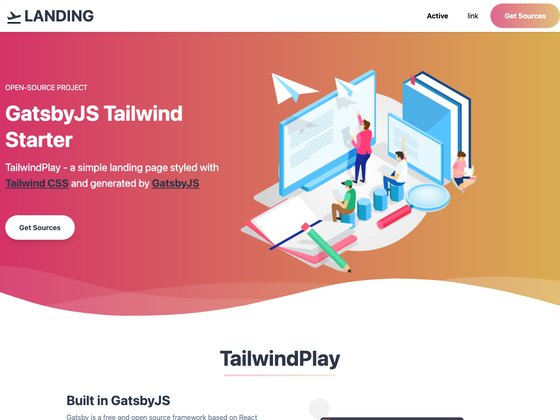 LANDING
Active
link
Get Sources
OPEN-SOURCE PROJECT
GatsbyJS Tailwind
Starter
TailwindPlay - a simple landing page styled with
Tailwind CSS and generated by GatsbyJS
Get Sources
TailwindPlay
Built in GatsbyJS
Gatsby is a free and open source framework based on React